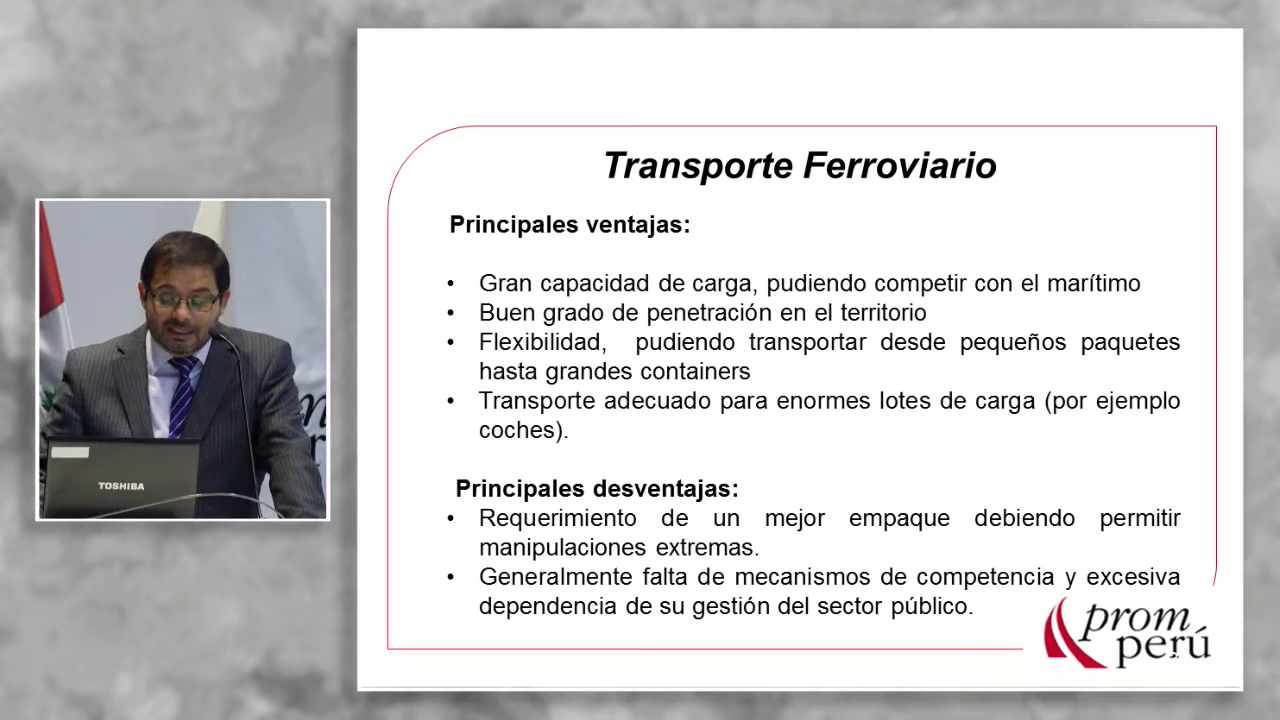 Transporte Ferroviario
Principales ventajas:
• Gran capacidad de carga, pudiendo competir con el marítimo
• Buen grado de penetración en el territorio
• Flexibilidad, pudiendo transportar desde pequeños paquetes
hasta grandes containers
• Transporte adecuado para enormes lotes de carga (por ejemplo
coches).
Principales desventajas:
• Requerimiento de un mejor empaque debiendo permitir
manipulaciones extremas.
• Generalmente falta de mecanismos de competencia y excesiva
dependencia de su gestión del sector público.
prom
perú
TOSHIBA